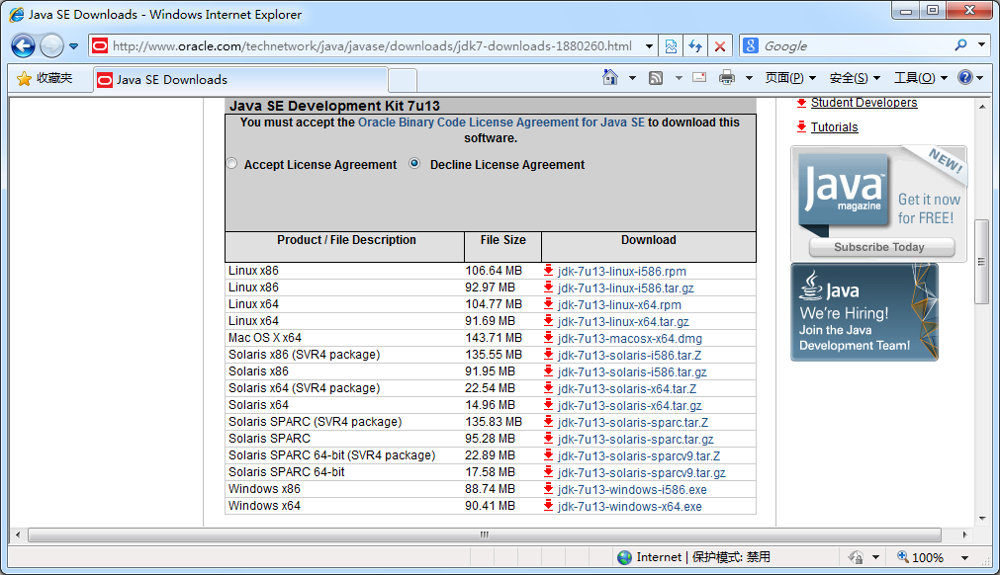 Java SE Downloads - Windows Internet Explorer
http://www.oracle.com/technetwork/java/javase/downloads/jdk7-downloads-1880260.html
Google
收藏夹
Java SE Downloads
页面(P)
安全(S)
工具(O)
Java SE Development Kit 7u13
You must accept the Oracle Binary Code License Agreement for Java SE to download this
software.
Accept License Agreement Decline License Agreement
Product / File Description File Size Download
Linux x86 106.64 MB jdk-7u13-linux-i586.rpm
Linux x86 92.97 MB jdk-7u13-linux-i586.tar.gz
Linux x64 104.77 MB jdk-7u13-linux-x64.rpm
Linux x64 91.69 MB jdk-7u13-linux-x64.tar.gz
Mac OS X x64 143.71 MB jdk-7u13-macosx-x64.dmg
Solaris x86 (SVR4 package) 135.55 MB jdk-7u13-solaris-i586.tar.Z
Solaris x86 91.95 MB jdk-7u13-solaris-i586.tar.gz
Solaris x64 (SVR4 package) 22.54 MB jdk-7u13-solaris-x64.tar.Z
Solaris x64 14.96 MB jdk-7u13-solaris-x64.tar.gz
Solaris SPARC (SVR4 package) 135.83 MB jdk-7u13-solaris-sparc.tar.Z
Solaris SPARC 95.28 MB jdk-7u13-solaris-sparc.tar.gz
Solaris SPARC 64-bit (SVR4 package) 22.89 MB jdk-7u13-solaris-sparcv9.tar.Z
Solaris SPARC 64-bit 17.58 MB jdk-7u13-solaris-sparcv9.tar.gz
Windows x86 88.74 MB jdk-7u13-windows-i586.exe
Windows x64 90.41 MB jdk-7u13-windows-x64.exe
Student Developers
Tutorials
NEW!
Java™
magazine
Get it now
for FREE!
Subscribe Today
Java
We're Hiring!
Join the Java
Development Team!
Internet | 保护模式: 禁用
100%